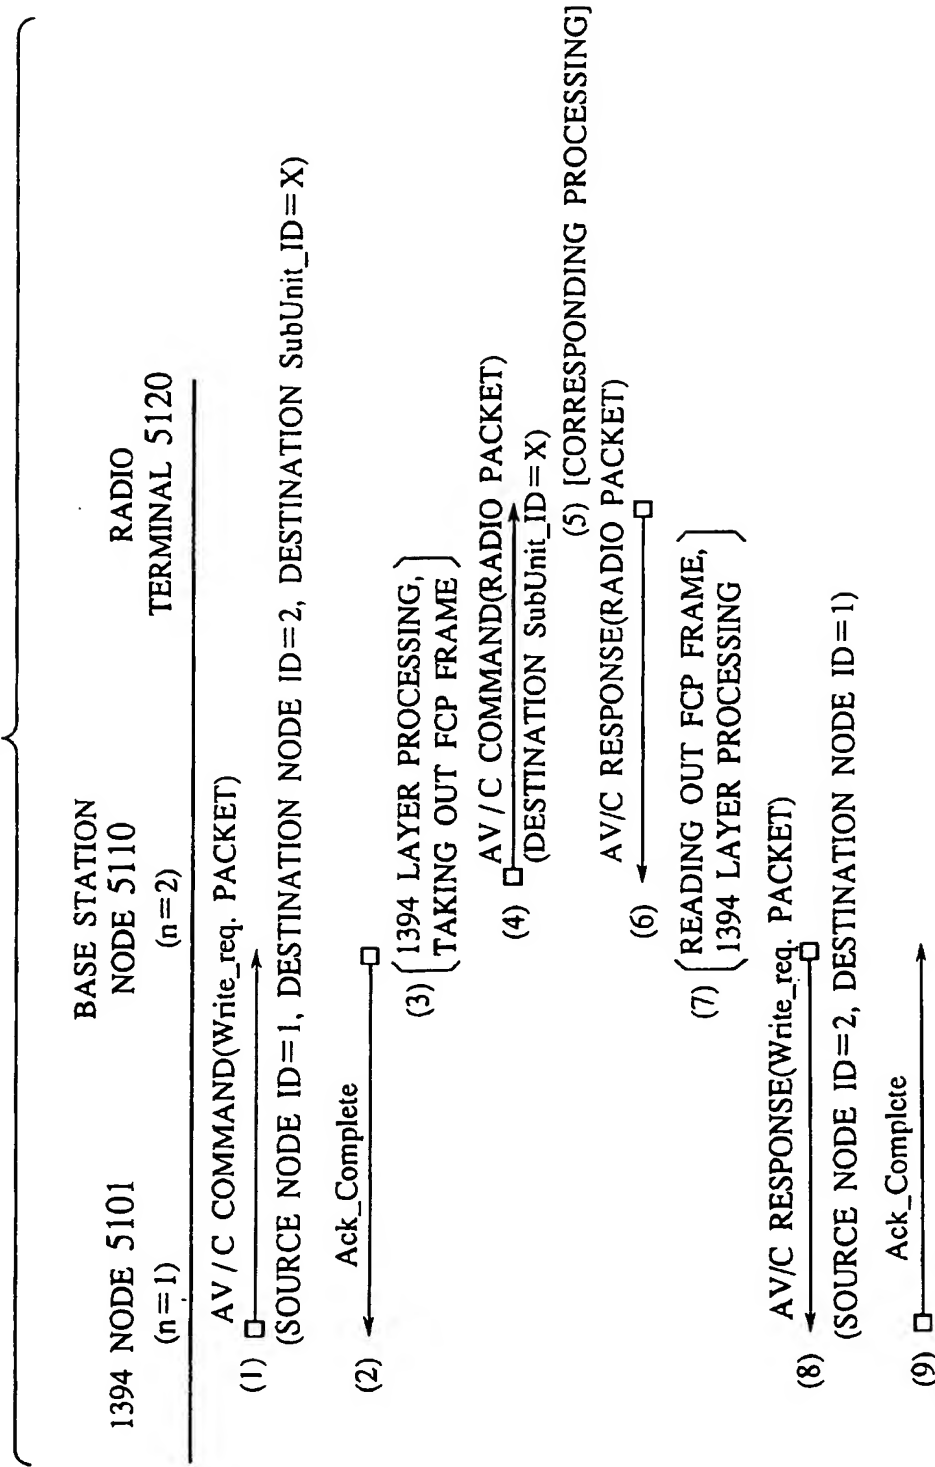 1394 NODE 5101
(n=1)
BASE STATION
NODE 5110
(n=2)
RADIO
TERMINAL 5120
(1)
AV/C COMMAND(Write_req. PACKET)
(SOURCE NODE ID=1, DESTINATION NODE ID=2, DESTINATION SubUnit_ID=X)
(2)
Ack_Complete
(3)
1394 LAYER PROCESSING,
TAKING OUT FCP FRAME
(4)
AV/C COMMAND(RADIO PACKET)
(DESTINATION SubUnit_ID=X)
(5) [CORRESPONDING PROCESSING]
AV/C RESPONSE(RADIO PACKET)
(6)
(7)
READING OUT FCP FRAME,
1394 LAYER PROCESSING
AV/C RESPONSE(Write_req. PACKET)
(8)
(SOURCE NODE ID=2, DESTINATION NODE ID=1)
Ack_Complete
(9)